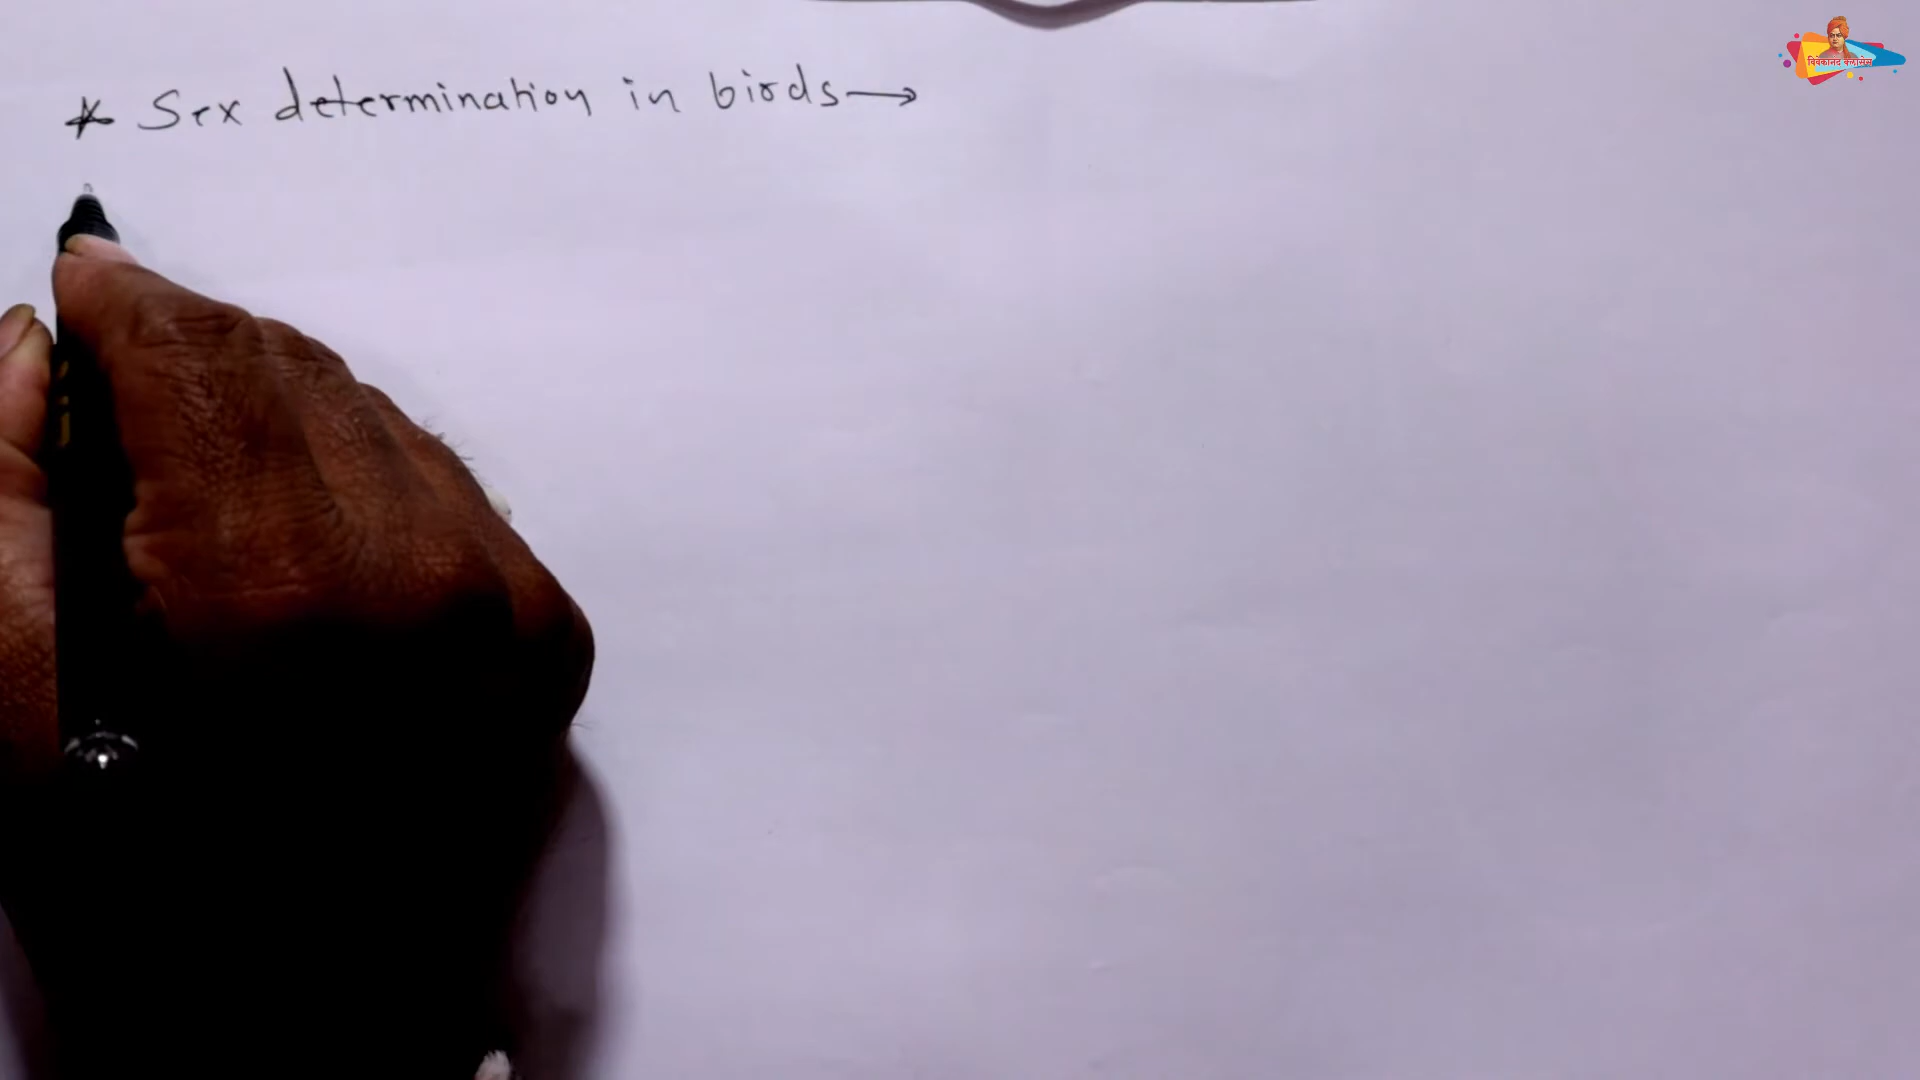 * Sex determination in birds →
विवेकानंद क्लासेस